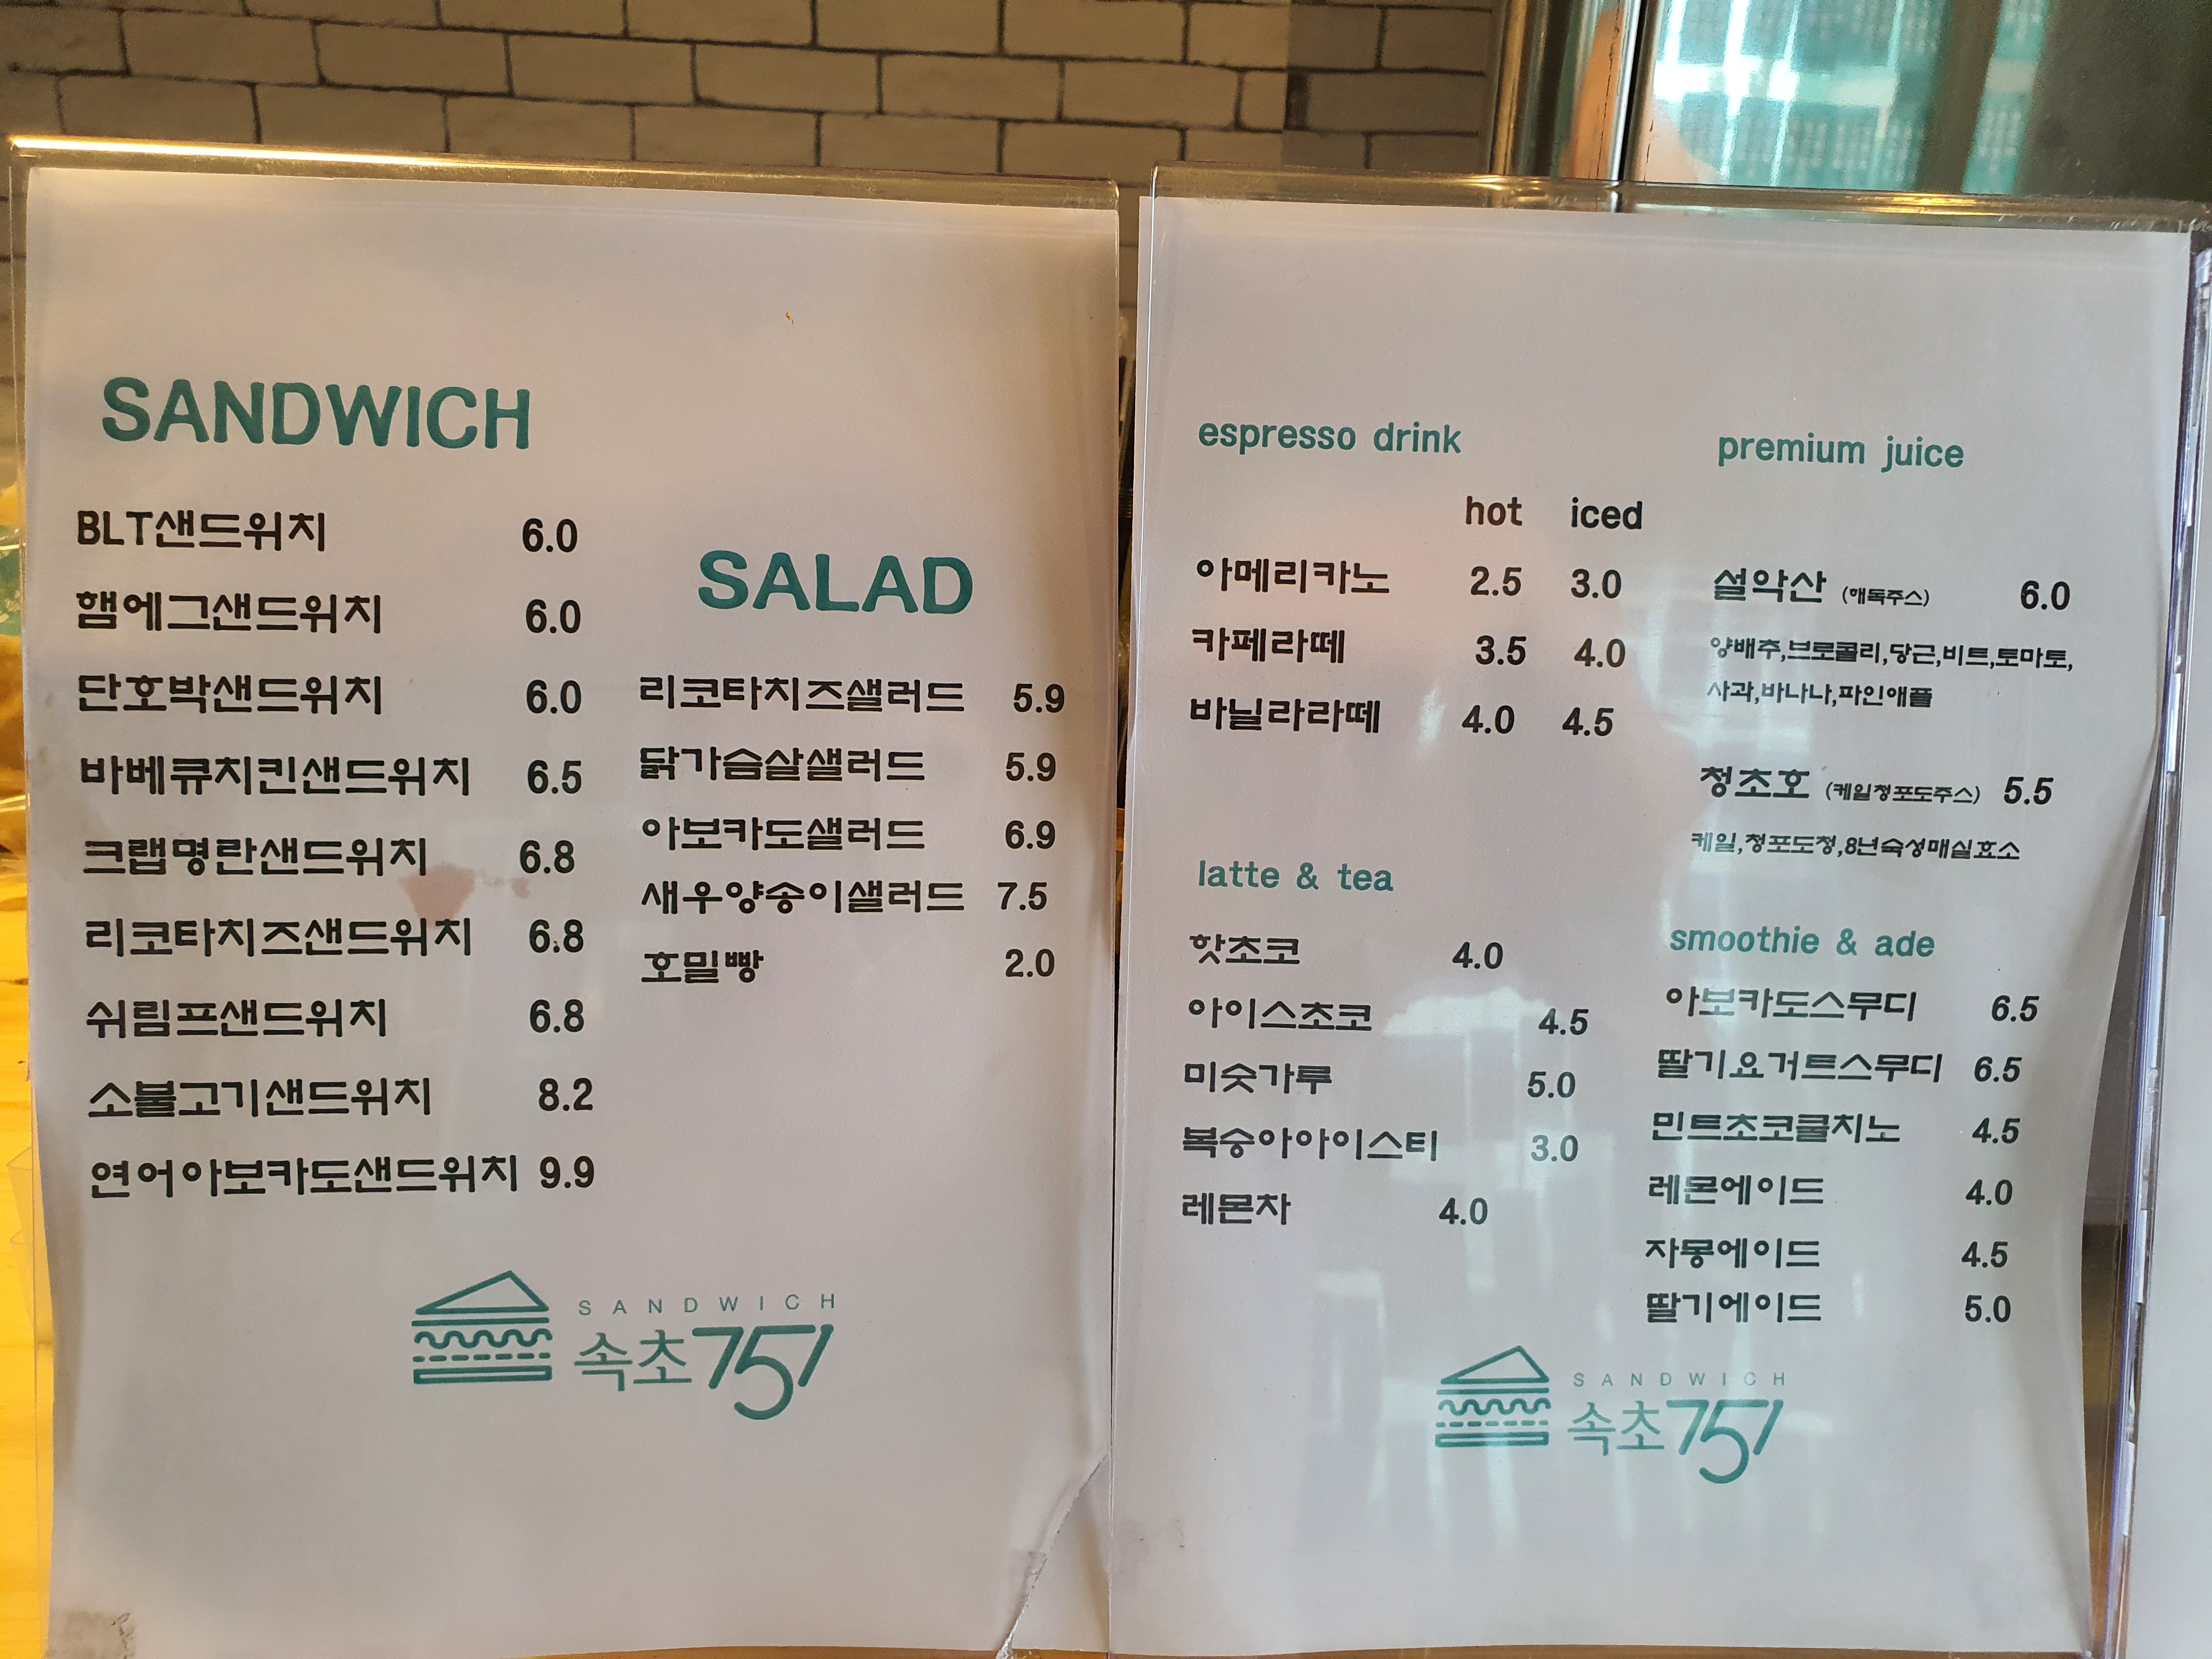 SANDWICH
BLT샌드위치 6.0
햄에그샌드위치 6.0
단호박샌드위치 6.0
바베큐치킨샌드위치 6.5
크랩명란샌드위치 6.8
리코타치즈샌드위치 6.8
쉬림프샌드위치 6.8
소불고기샌드위치 8.2
연어아보카도샌드위치 9.9
SALAD
리코타치즈샐러드 5.9
닭가슴살샐러드 5.9
아보카도샐러드 6.9
새우양송이샐러드 7.5
호밀빵 2.0
SANDWICH
속초751
espresso drink
hot iced
아메리카노 2.5 3.0
카페라떼 3.5 4.0
바닐라라떼 4.0 4.5
latte & tea
핫초코 4.0
아이스초코 4.5
미숫가루 5.0
복숭아아이스티 3.0
레몬차 4.0
premium juice
설악산 (해독주스) 6.0
양배추,브로콜리,당근,비트,토마토,
사과,바나나,파인애플
청초호 (케일청포도주스) 5.5
케일,청포도청,8년숙성매실효소
smoothie & ade
아보카도스무디 6.5
딸기요거트스무디 6.5
민트초코쿨치노 4.5
레몬에이드 4.0
자몽에이드 4.5
딸기에이드 5.0
SANDWICH
속초751